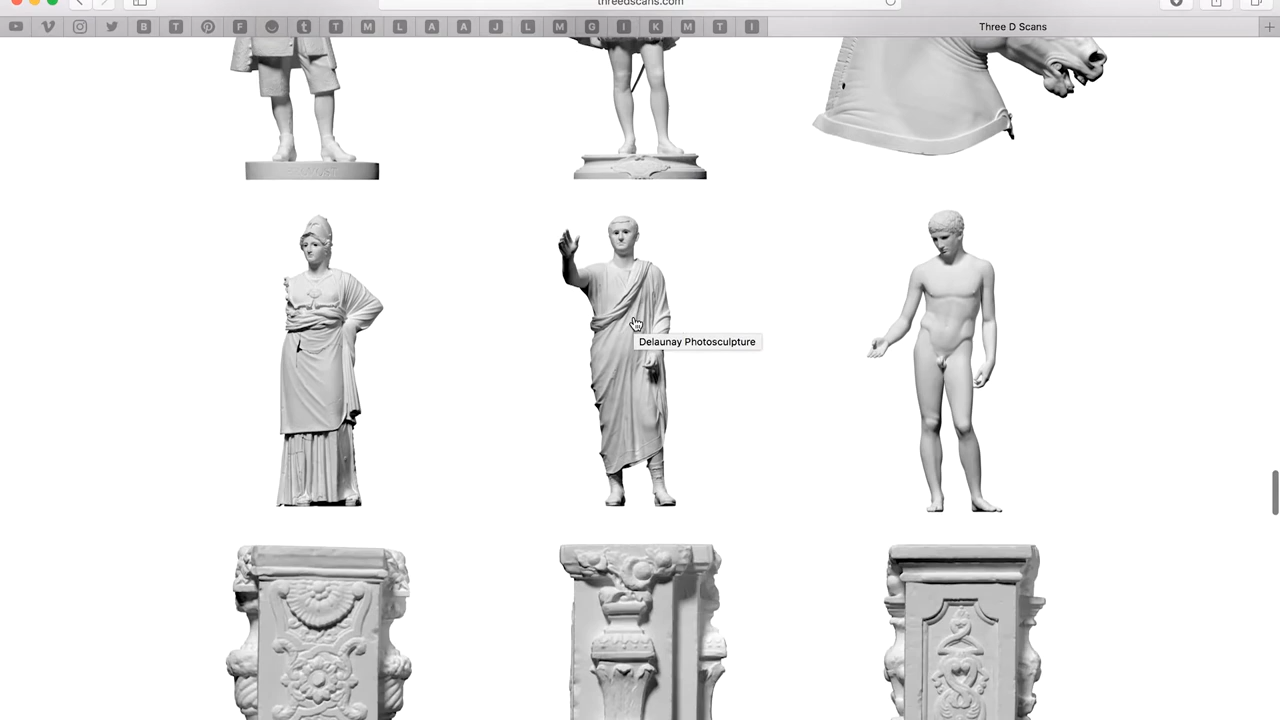 threedscans.com
B T F t T M L A A J L M G I K M T I
Three D Scans
Delaunay Photosculpture